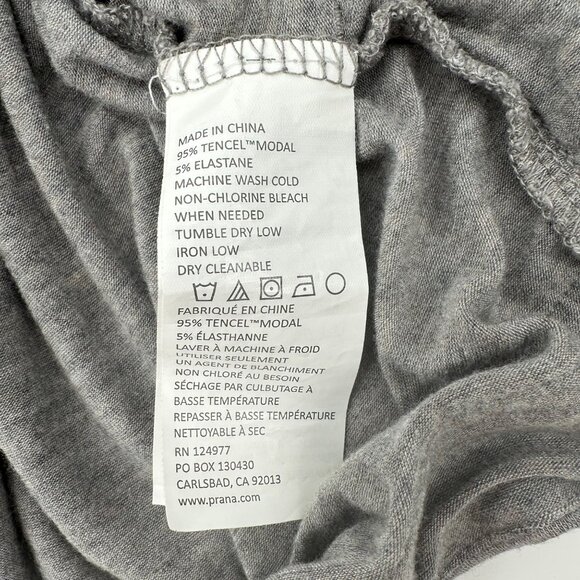 MADE IN CHINA
95% TENCEL™MODAL
5% ELASTANE
MACHINE WASH COLD
NON-CHLORINE BLEACH
WHEN NEEDED
TUMBLE DRY LOW
IRON LOW
DRY CLEANABLE
FABRIQUÉ EN CHINE
95% TENCEL™MODAL
5% ÉLASTHANNE
LAVER À MACHINE À FROID
UTILISER SEULEMENT
UN AGENT DE BLANCHIMENT
NON CHLORÉ AU BESOIN
SÉCHAGE PAR CULBUTAGE À
BASSE TEMPÉRATURE
REPASSER À BASSE TEMPÉRATURE
NETTOYABLE À SEC
RN 124977
PO BOX 130430
CARLSBAD, CA 92013
www.prana.com